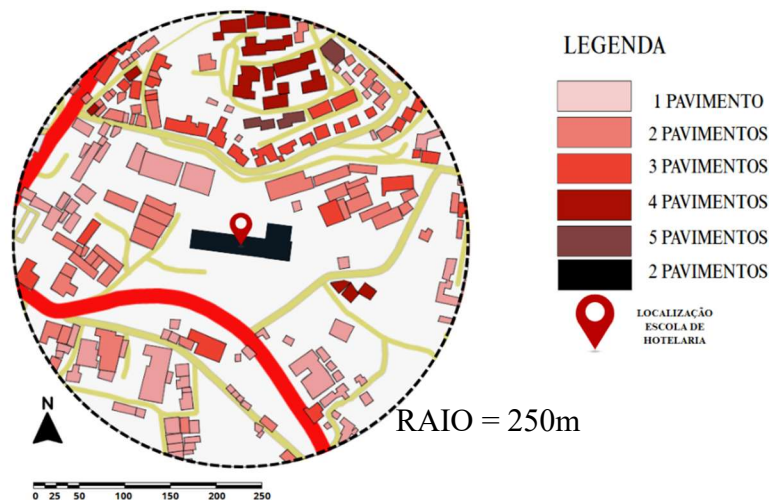 LEGENDA
1 PAVIMENTO
2 PAVIMENTOS
3 PAVIMENTOS
4 PAVIMENTOS
5 PAVIMENTOS
2 PAVIMENTOS
LOCALIZAÇÃO
ESCOLA DE
HOTELARIA
N
RAIO = 250m
0 25 50 100 150 200 250